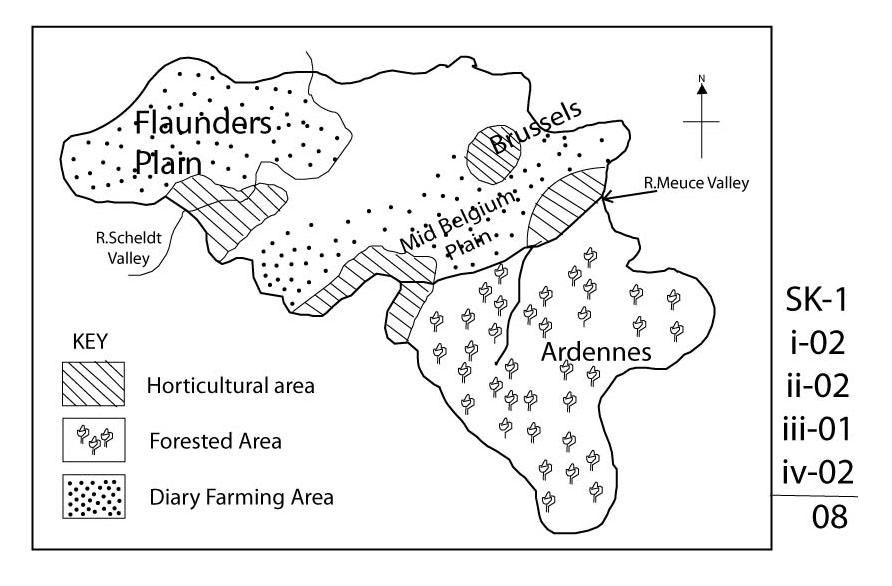 N
Flaunders
Plain
Brussels
R.Meuce Valley
Mid Belgium
Plain
R.Scheldt
Valley
Ardennes
KEY
Horticultural area
Forested Area
Diary Farming Area
SK-1
i-02
ii-02
iii-01
iv-02
08